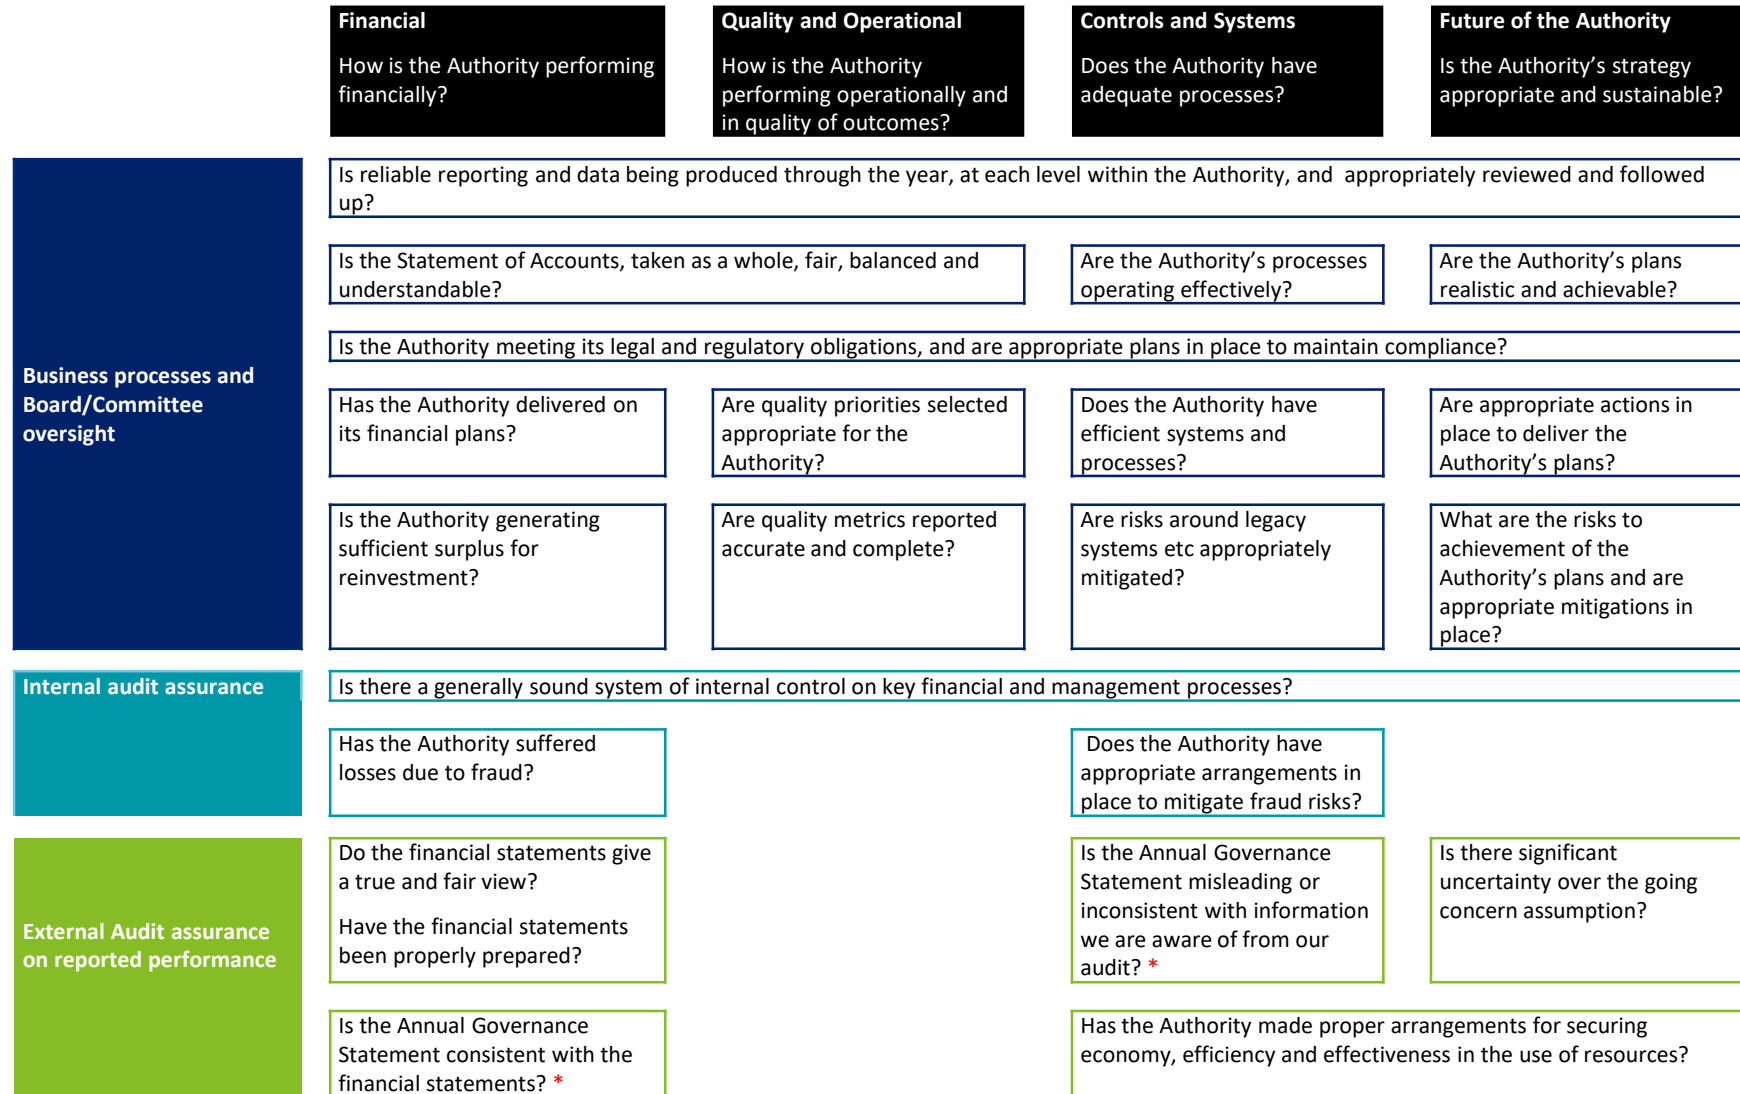 Financial
How is the Authority performing
financially?
Quality and Operational
How is the Authority
performing operationally and
in quality of outcomes?
Controls and Systems
Does the Authority have
adequate processes?
Future of the Authority
Is the Authority’s strategy
appropriate and sustainable?
Business processes and
Board/Committee
oversight
Is reliable reporting and data being produced through the year, at each level within the Authority, and  appropriately reviewed and followed
up?
Is the Statement of Accounts, taken as a whole, fair, balanced and
understandable?
Are the Authority’s processes
operating effectively?
Are the Authority’s plans
realistic and achievable?
Is the Authority meeting its legal and regulatory obligations, and are appropriate plans in place to maintain compliance?
Has the Authority delivered on
its financial plans?
Are quality priorities selected
appropriate for the
Authority?
Does the Authority have
efficient systems and
processes?
Are appropriate actions in
place to deliver the
Authority’s plans?
Is the Authority generating
sufficient surplus for
reinvestment?
Are quality metrics reported
accurate and complete?
Are risks around legacy
systems etc appropriately
mitigated?
What are the risks to
achievement of the
Authority’s plans and are
appropriate mitigations in
place?
Internal audit assurance
Is there a generally sound system of internal control on key financial and management processes?
Has the Authority suffered
losses due to fraud?
Does the Authority have
appropriate arrangements in
place to mitigate fraud risks?
External Audit assurance
on reported performance
Do the financial statements give
a true and fair view?
Have the financial statements
been properly prepared?
Is the Annual Governance
Statement misleading or
inconsistent with information
we are aware of from our
audit? *
Is there significant
uncertainty over the going
concern assumption?
Is the Annual Governance
Statement consistent with the
financial statements? *
Has the Authority made proper arrangements for securing
economy, efficiency and effectiveness in the use of resources?